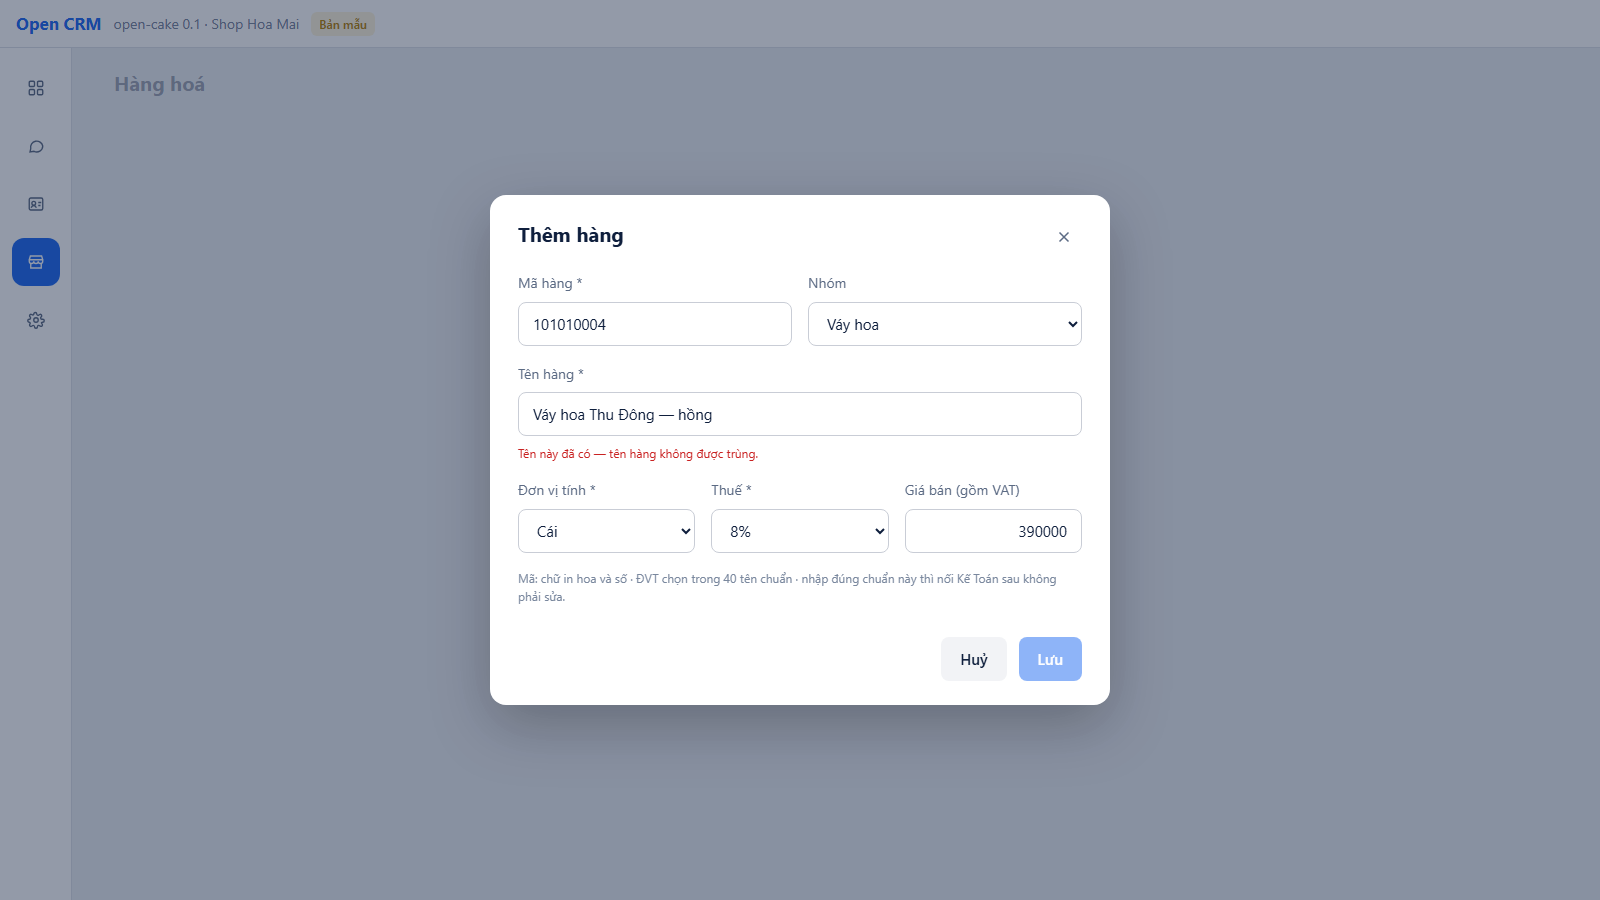 Open CRM open-cake 0.1 · Shop Hoa Mai Bản mẫu
Hàng hoá
Thêm hàng
Mã hàng * Nhóm
101010004 Váy hoa
Tên hàng *
Váy hoa Thu Đông — hồng
Tên này đã có — tên hàng không được trùng.
Đơn vị tính * Thuế * Giá bán (gồm VAT)
Cái 8% 390000
Mã: chữ in hoa và số · ĐVT chọn trong 40 tên chuẩn · nhập đúng chuẩn này thì nối Kế Toán sau không
phải sửa.
Huỷ Lưu